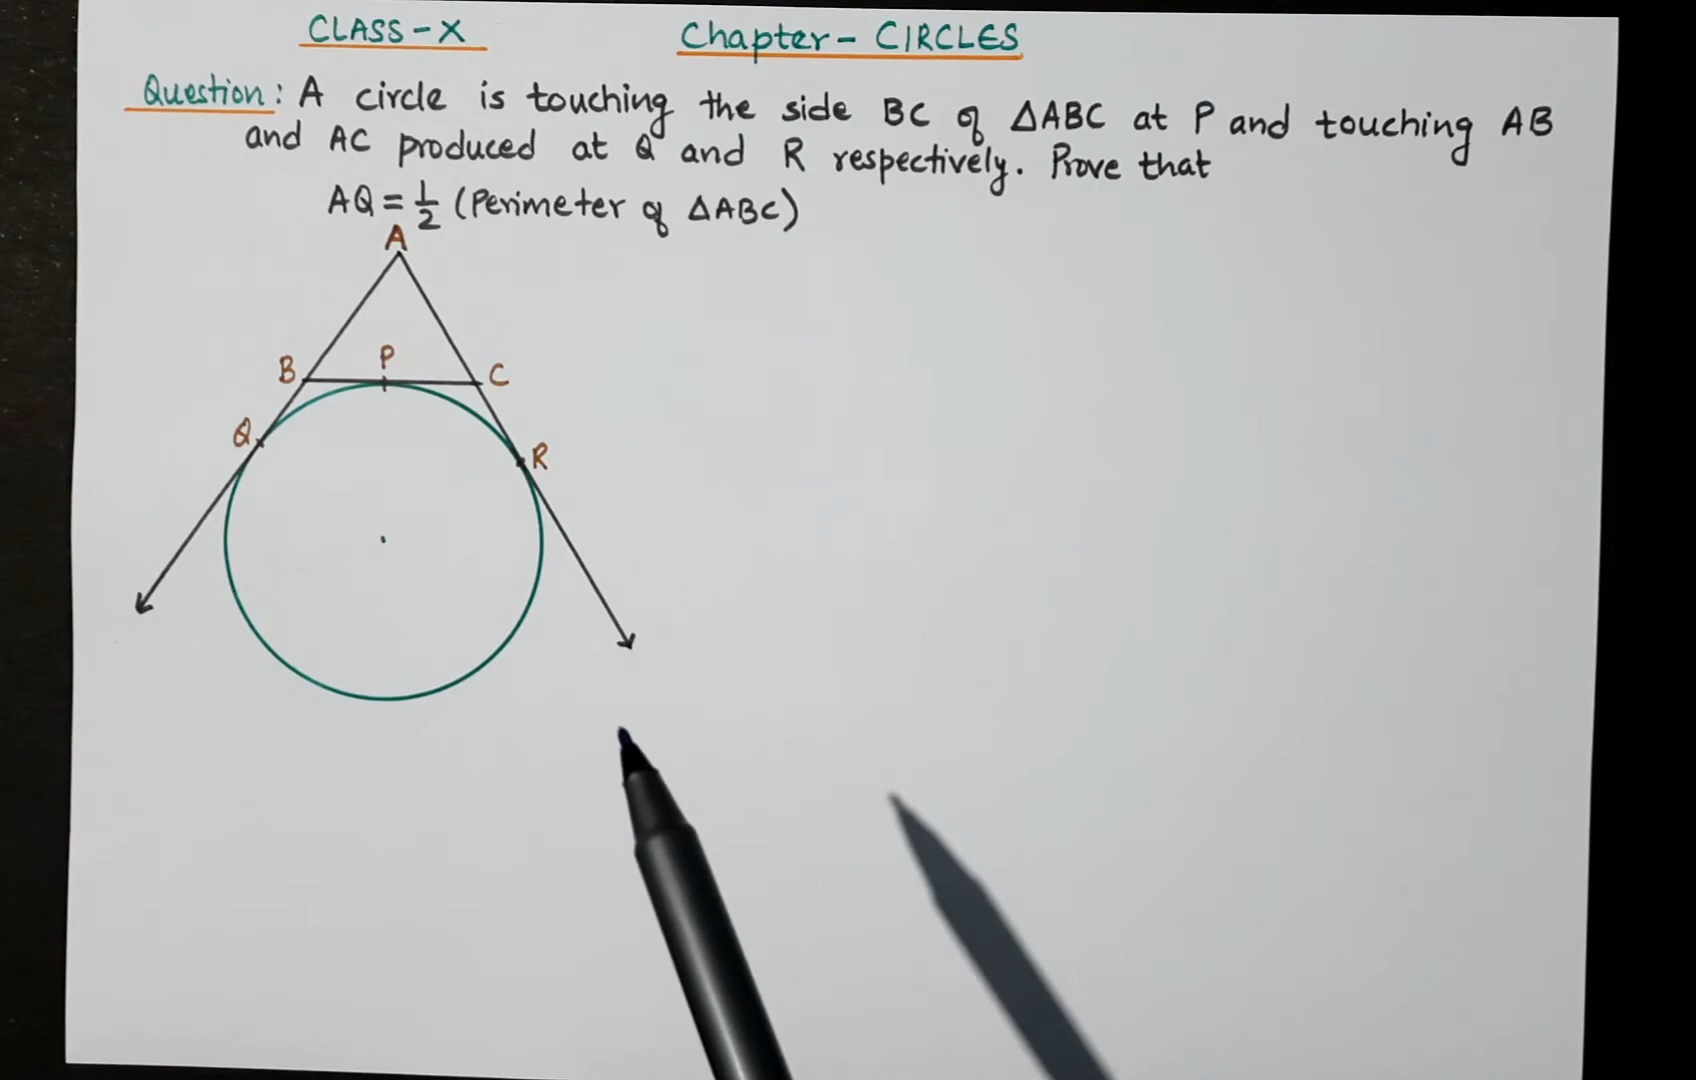 CLASS-X Chapter- CIRCLES
Question: A circle is touching the side BC of ΔABC at P and touching AB
and AC produced at Q and R respectively. Prove that
AQ = 1/2 (Perimeter of ΔABC)
A
B P C
Q R